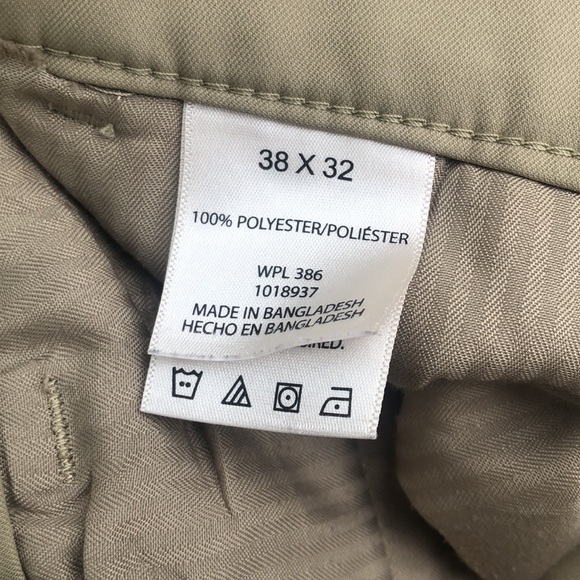 38 X 32
100% POLYESTER/POLIÉSTER
WPL 386
1018937
MADE IN BANGLADESH
HECHO EN BANGLADESH